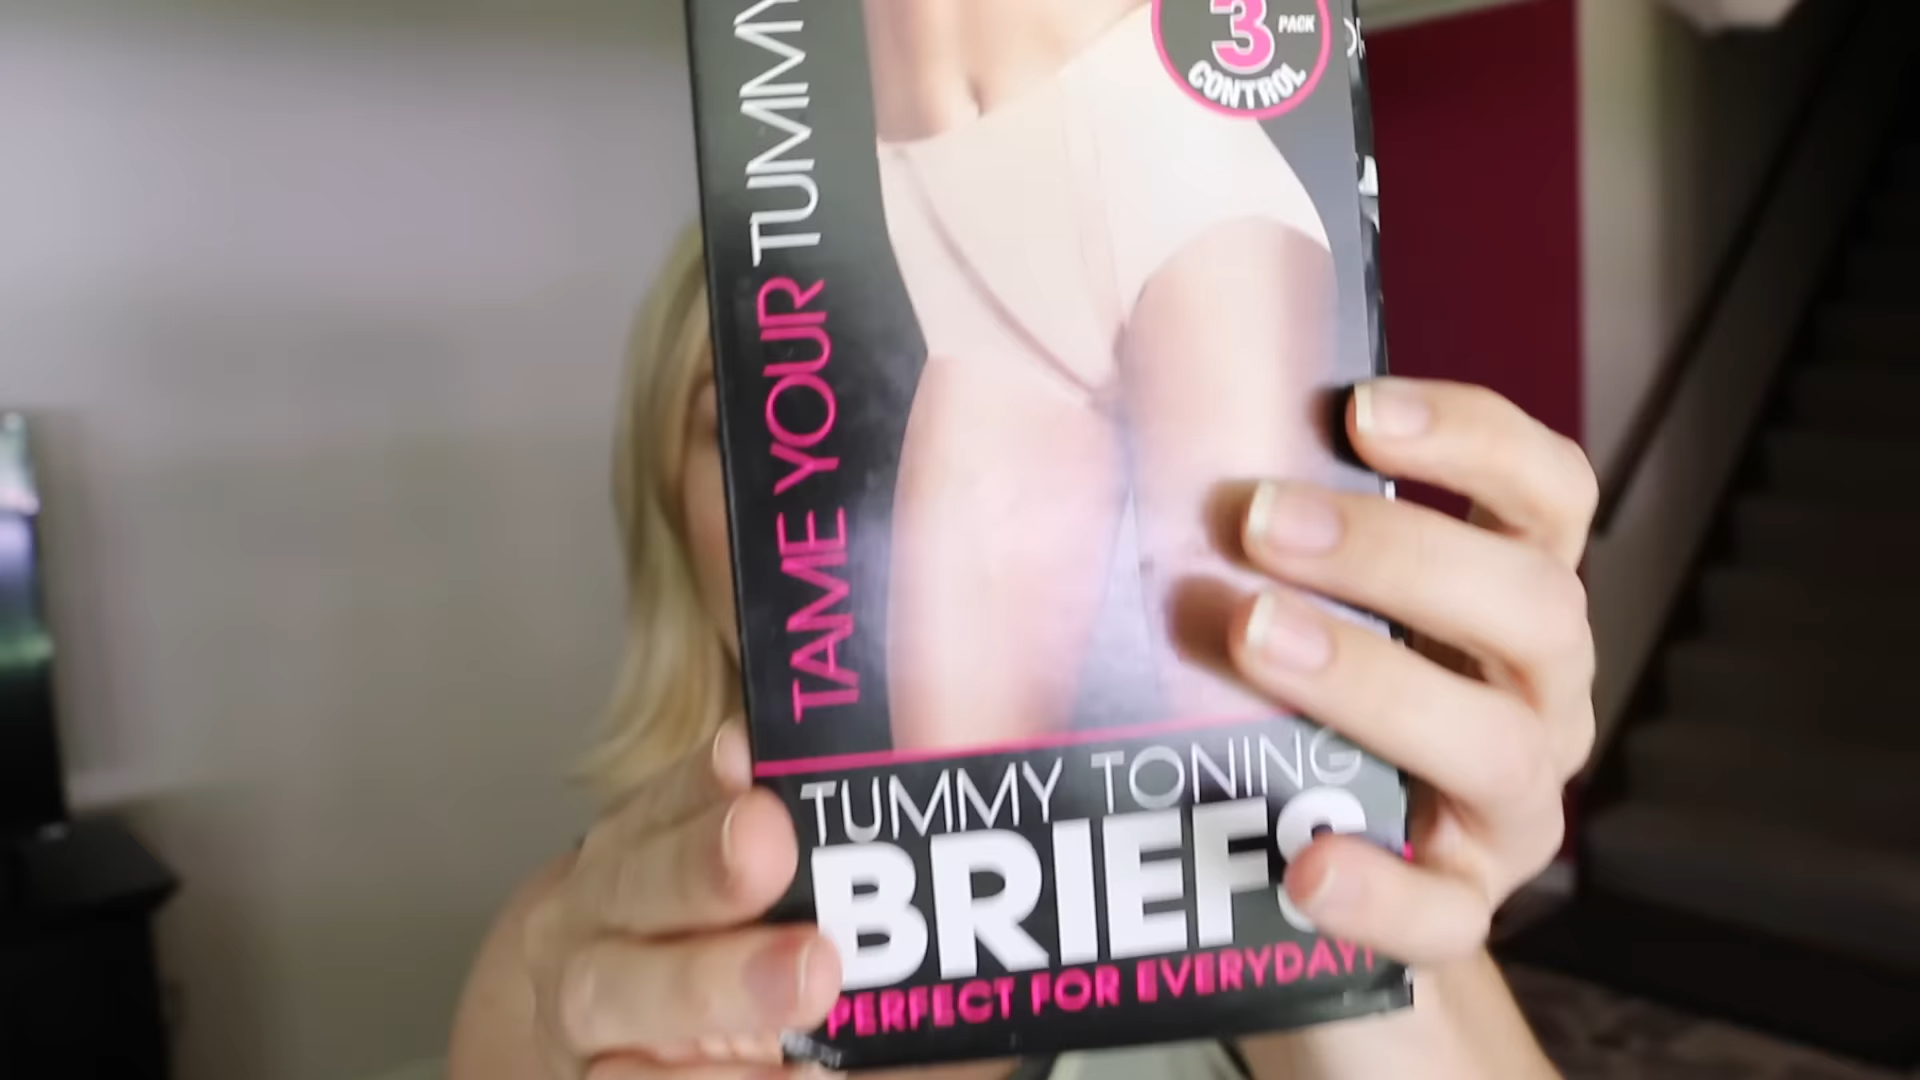 3 PACK
CONTROL
TAME YOUR TUMMY
TUMMY TONING
BRIEFS
PERFECT FOR EVERYDAY!